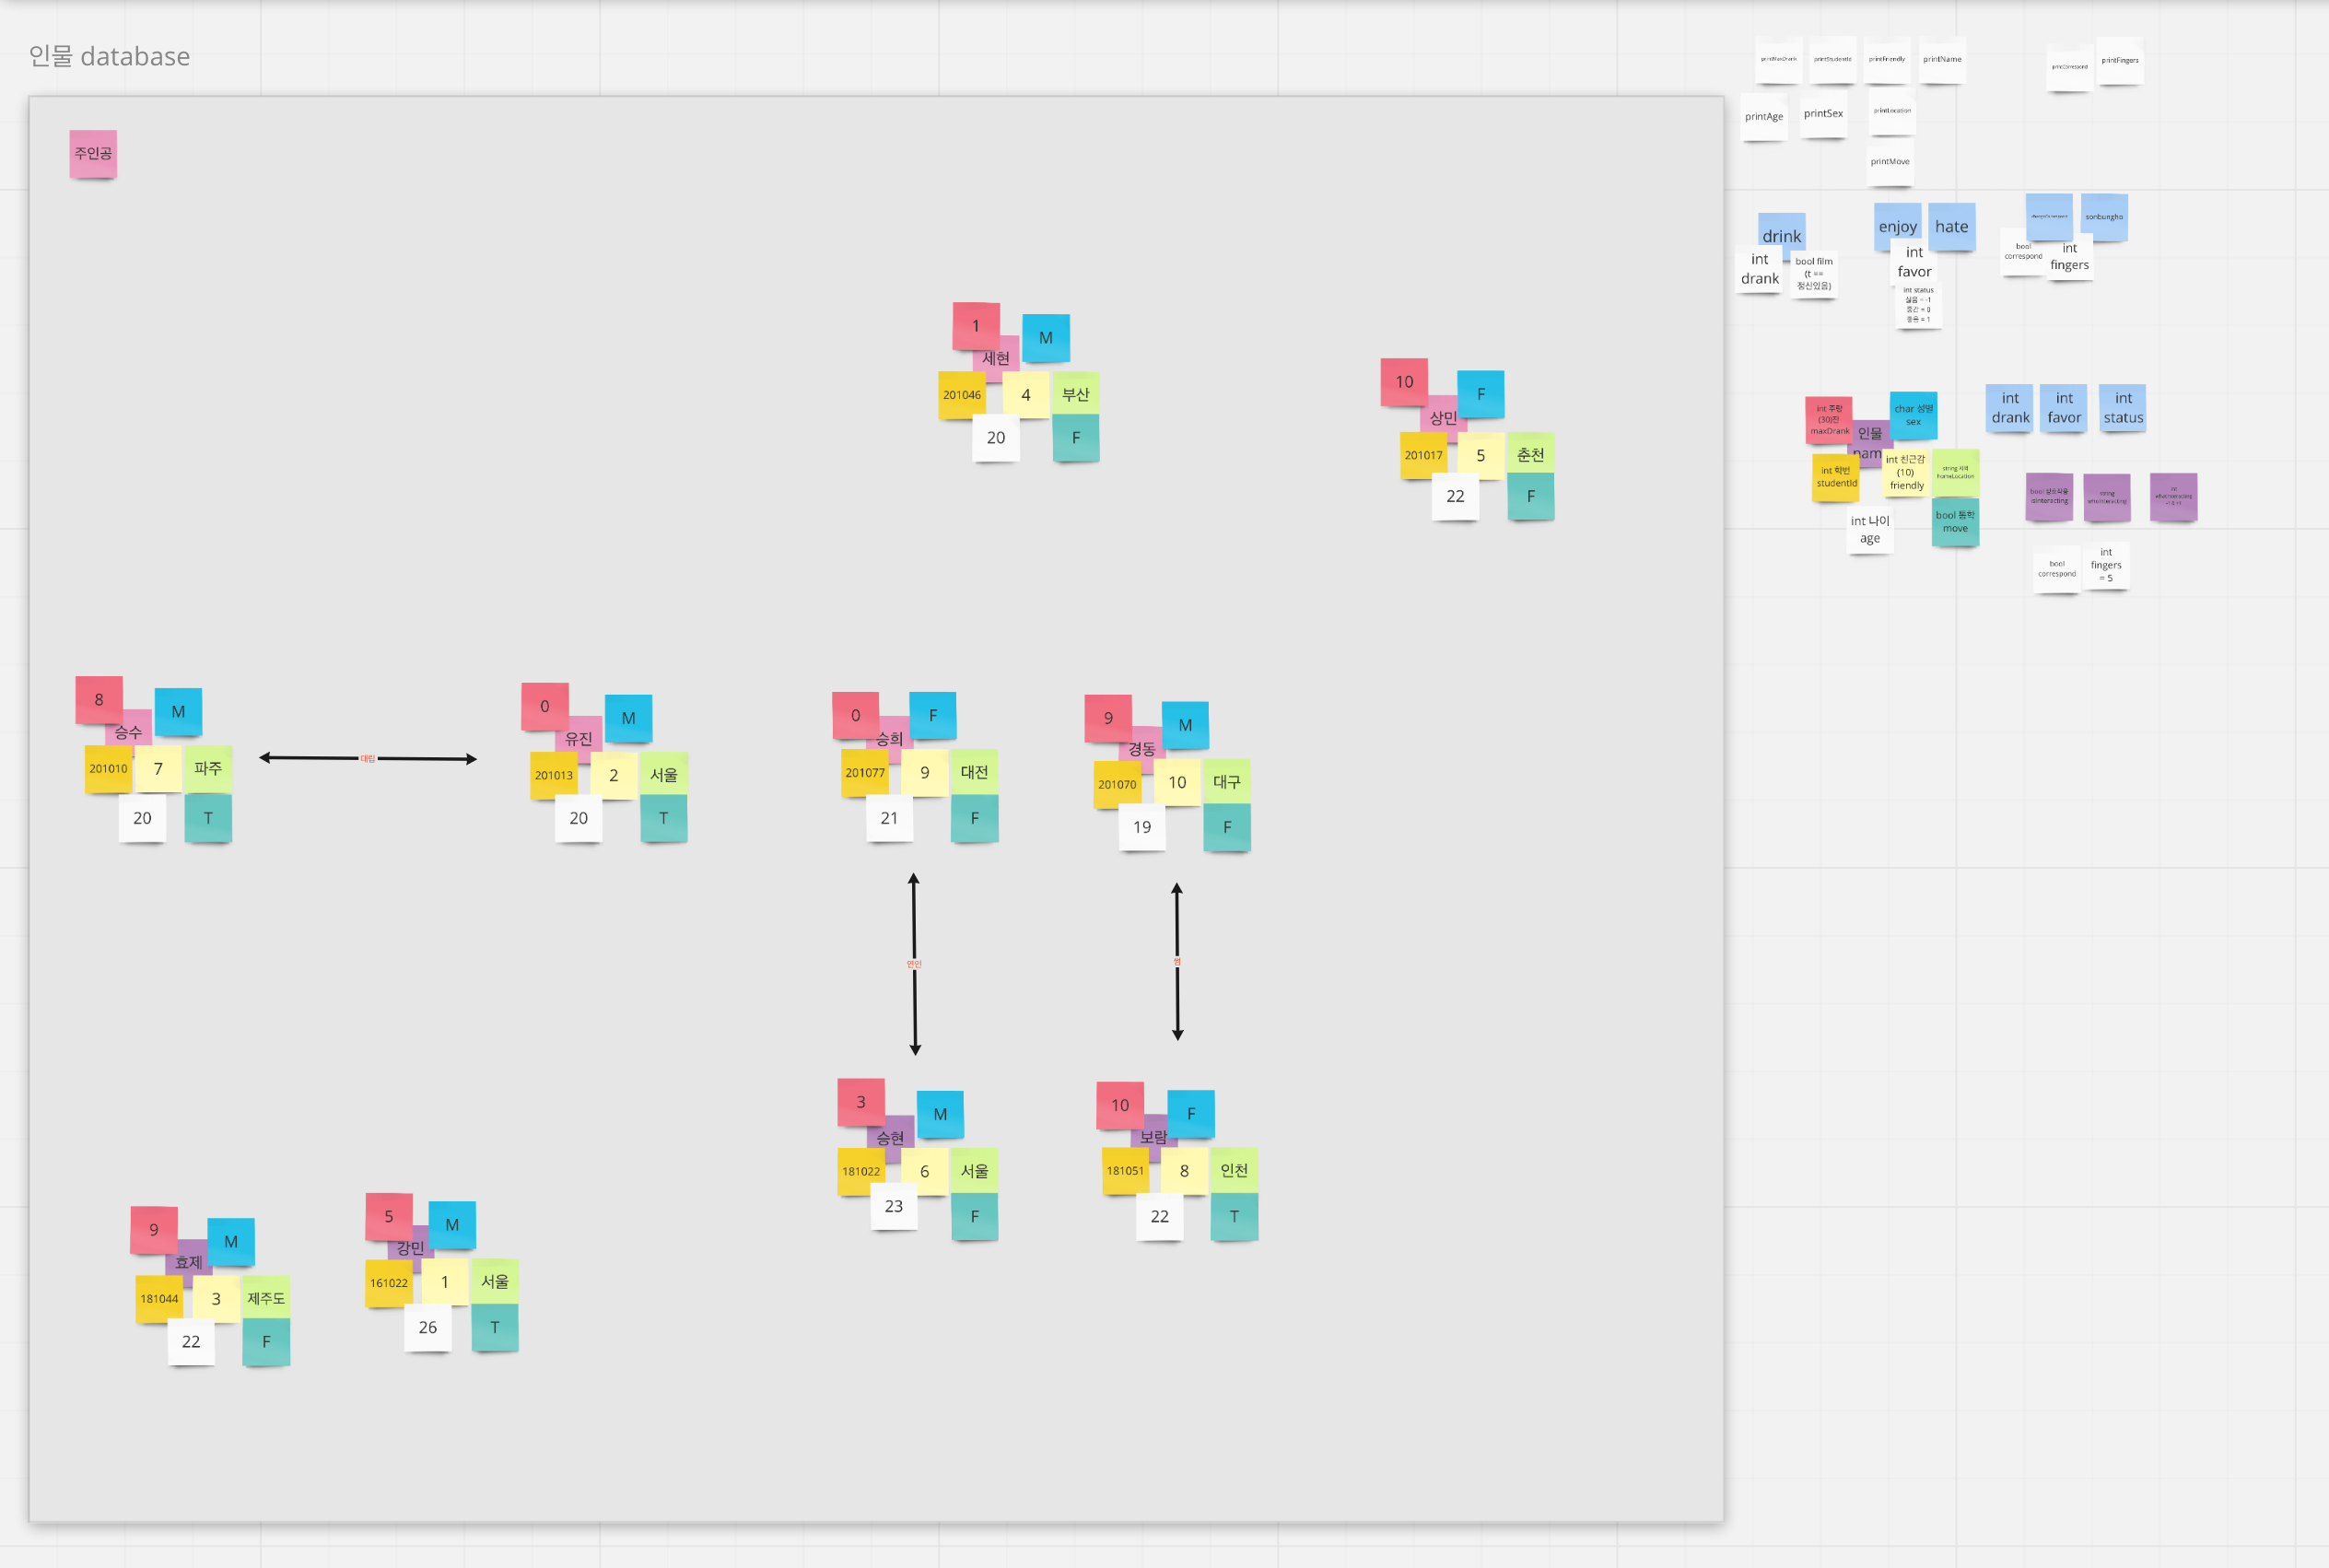 인물 database
주인공
1
M
세현
201046
4
부산
20
F
10
F
상민
201017
5
춘천
22
F
8
M
승수
201010
7
파주
20
T
대립
0
M
유진
201013
2
서울
20
T
0
F
승희
201077
9
대전
21
F
9
M
경동
201070
10
대구
19
F
연인
썸
3
M
승현
181022
6
서울
23
F
10
F
보람
181051
8
인천
22
T
9
M
효제
181044
3
제주도
22
F
5
M
강민
161022
1
서울
26
T
printMaxDrank
printStudentId
printFriendly
printName
printCorrespond
printFingers
printAge
printSex
printLocation
printMove
drink
int
drank
bool film
(t ==
정신있음)
enjoy
hate
int
favor
int status
싫음 = -1
중간 = 0
좋음 = 1
sonbungho
bool
correspond
int
fingers
int 주량
(30)잔
maxDrank
char 성별
sex
인물
nam
int 학번
studentId
int 친근감
(10)
friendly
string 지역
homeLocation
int 나이
age
bool 통학
move
int
drank
int
favor
int
status
bool 상호작용
isInteracting
string
whoInteracting
int
whatInteracting
bool
correspond
int
fingers
= 5